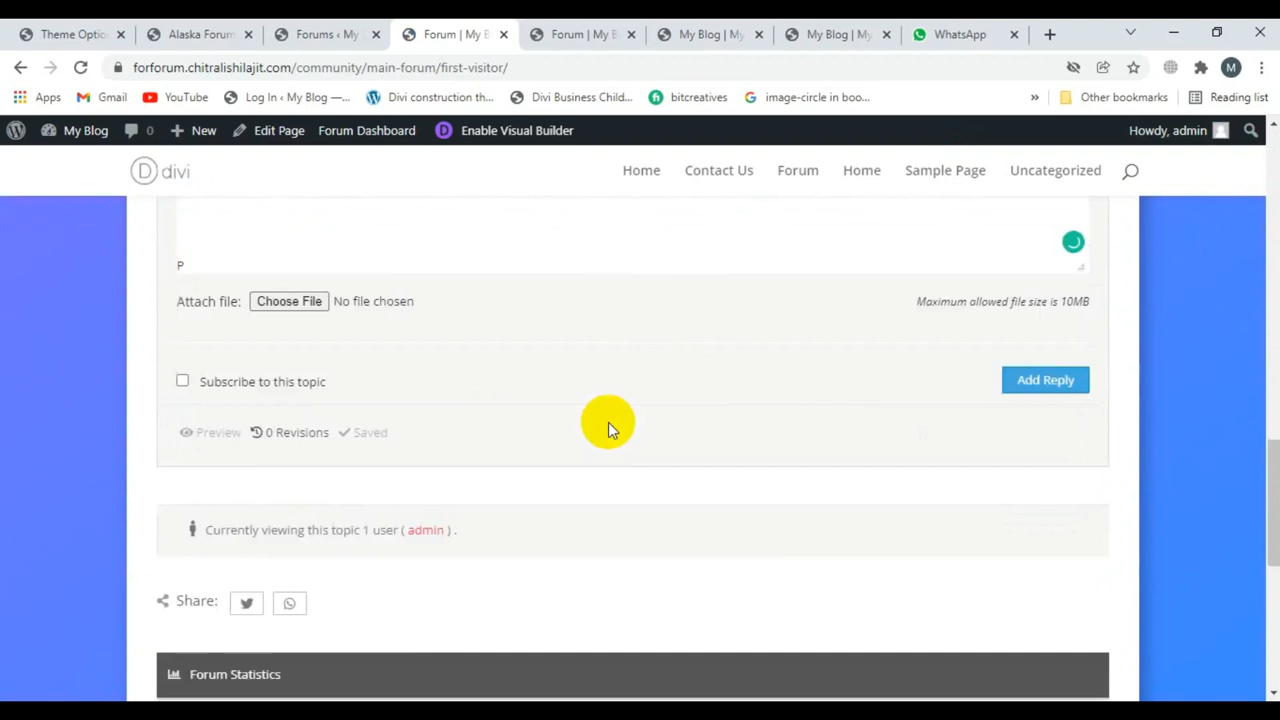 Theme Optio
Alaska Forum
Forums ‹ My
Forum | My B
Forum | My B
My Blog | My
My Blog | My
WhatsApp
forforum.chitralishilajit.com/community/main-forum/first-visitor/
M
Apps
Gmail
YouTube
Log In ‹ My Blog —...
Divi construction th...
Divi Business Child...
bitcreatives
image-circle in boo...
»
Other bookmarks
Reading list
My Blog
0
New
Edit Page
Forum Dashboard
D
Enable Visual Builder
Howdy, admin
D divi
Home
Contact Us
Forum
Home
Sample Page
Uncategorized
P
Attach file:
Choose File
No file chosen
Maximum allowed file size is 10MB
Subscribe to this topic
Add Reply
Preview
0 Revisions
Saved
Currently viewing this topic 1 user ( admin ) .
Share:
Forum Statistics